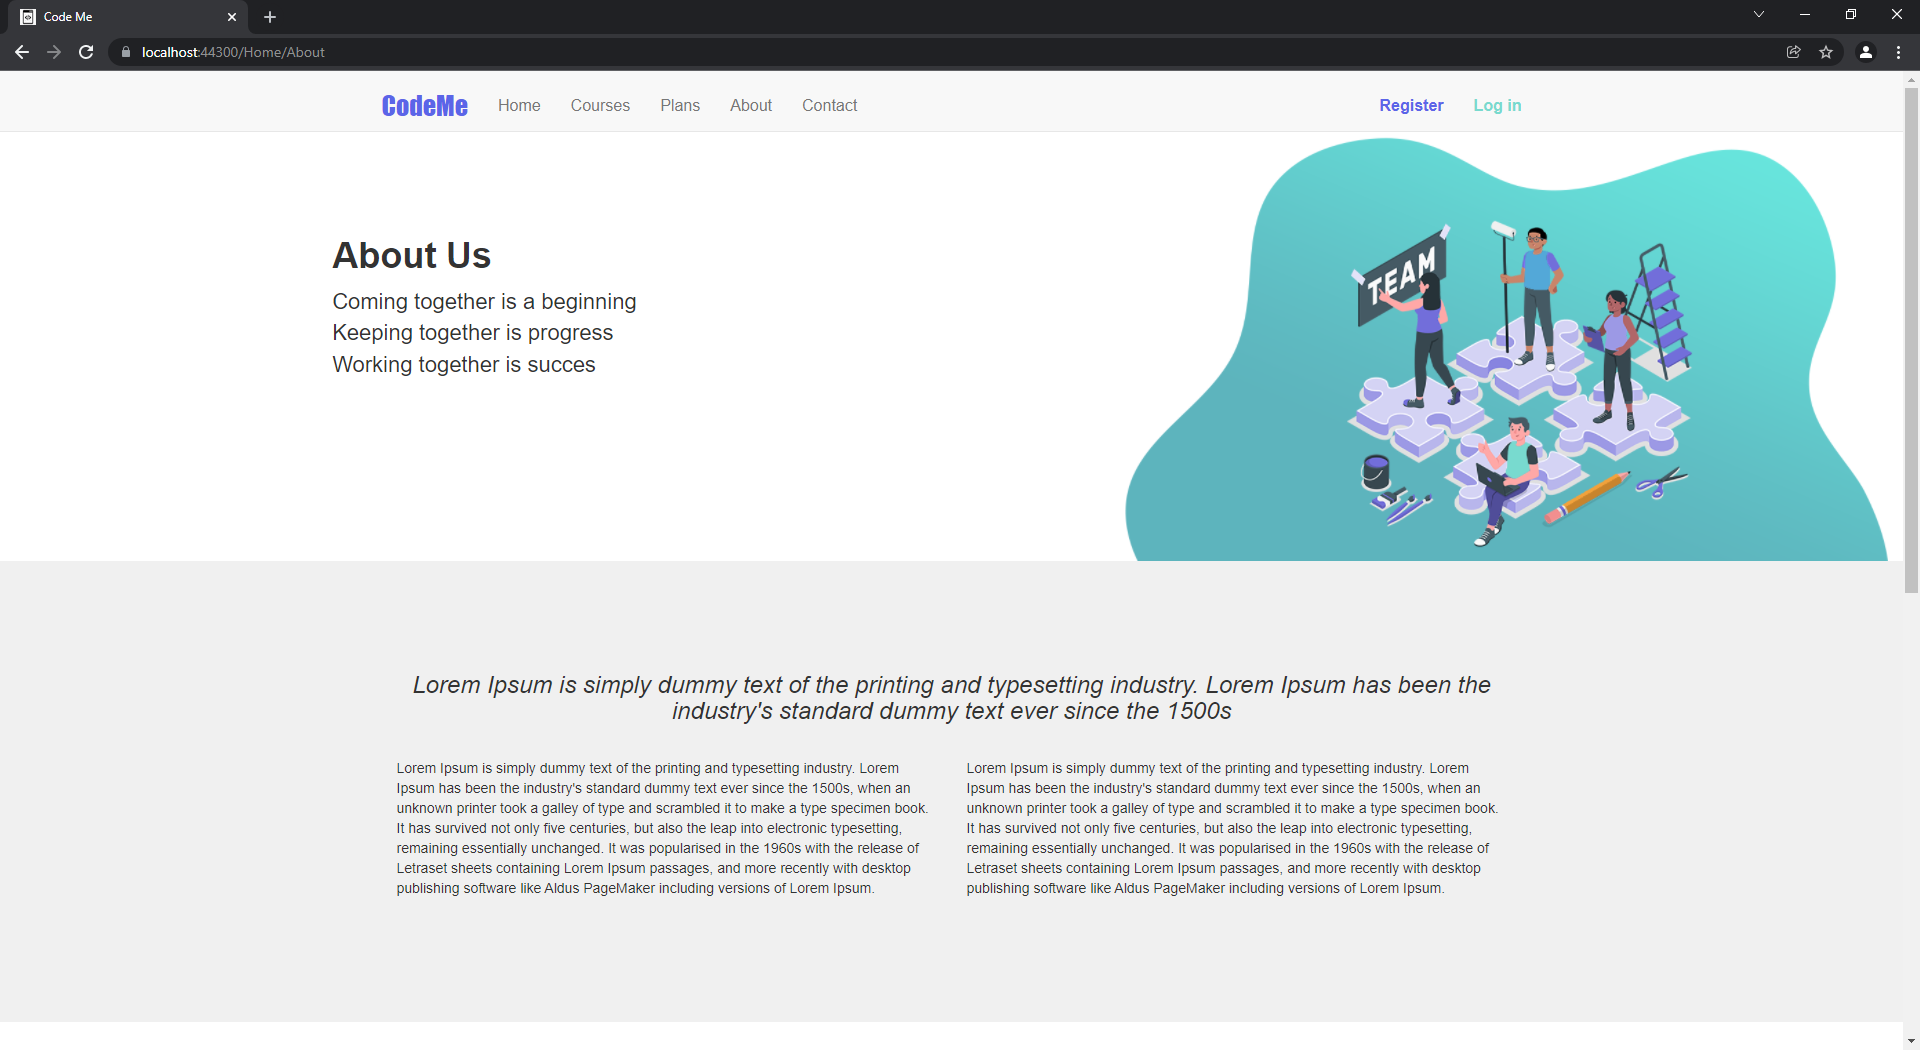 Code Me
localhost:44300/Home/About
CodeMe Home Courses Plans About Contact Register Log in
About Us
Coming together is a beginning
Keeping together is progress
Working together is succes
TEAM
Lorem Ipsum is simply dummy text of the printing and typesetting industry. Lorem Ipsum has been the
industry's standard dummy text ever since the 1500s
Lorem Ipsum is simply dummy text of the printing and typesetting industry. Lorem
Ipsum has been the industry's standard dummy text ever since the 1500s, when an
unknown printer took a galley of type and scrambled it to make a type specimen book.
It has survived not only five centuries, but also the leap into electronic typesetting,
remaining essentially unchanged. It was popularised in the 1960s with the release of
Letraset sheets containing Lorem Ipsum passages, and more recently with desktop
publishing software like Aldus PageMaker including versions of Lorem Ipsum.
Lorem Ipsum is simply dummy text of the printing and typesetting industry. Lorem
Ipsum has been the industry's standard dummy text ever since the 1500s, when an
unknown printer took a galley of type and scrambled it to make a type specimen book.
It has survived not only five centuries, but also the leap into electronic typesetting,
remaining essentially unchanged. It was popularised in the 1960s with the release of
Letraset sheets containing Lorem Ipsum passages, and more recently with desktop
publishing software like Aldus PageMaker including versions of Lorem Ipsum.